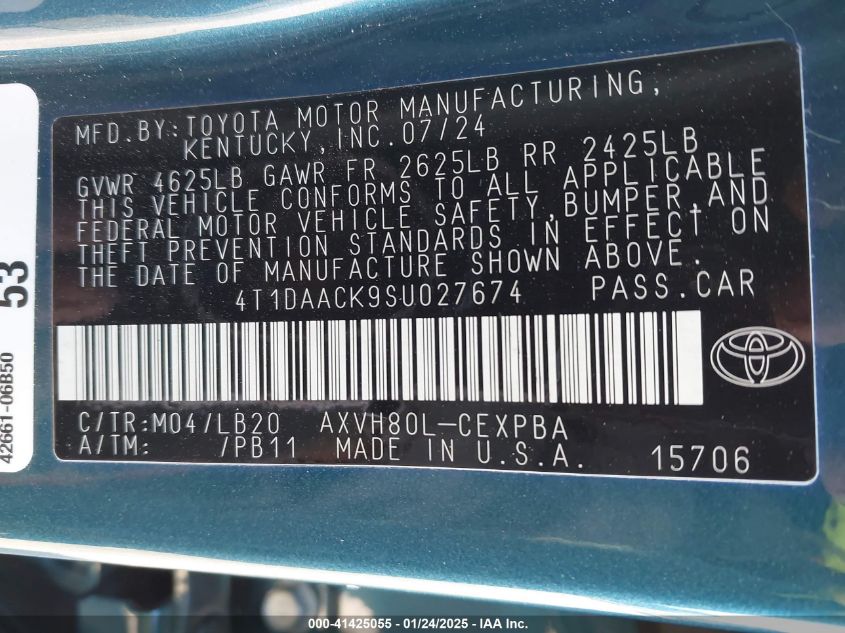 MFD.BY:TOYOTA MOTOR MANUFACTURING,
KENTUCKY,INC.07/24
GVWR 4625LB GAWR FR 2625LB RR 2425LB
THIS VEHICLE CONFORMS TO ALL APPLICABLE
FEDERAL MOTOR VEHICLE SAFETY,BUMPER,AND
THEFT PREVENTION STANDARDS IN EFFECT ON
THE DATE OF MANUFACTURE SHOWN ABOVE.
4T1DAACK9SU027674 PASS.CAR
C/TR:M04/LB20 AXVH80L-CEXPBA
A/TM: /PB11 MADE IN U.S.A. 15706
53
42661-06B50
000-41425055 - 01/24/2025 - IAA, Inc.